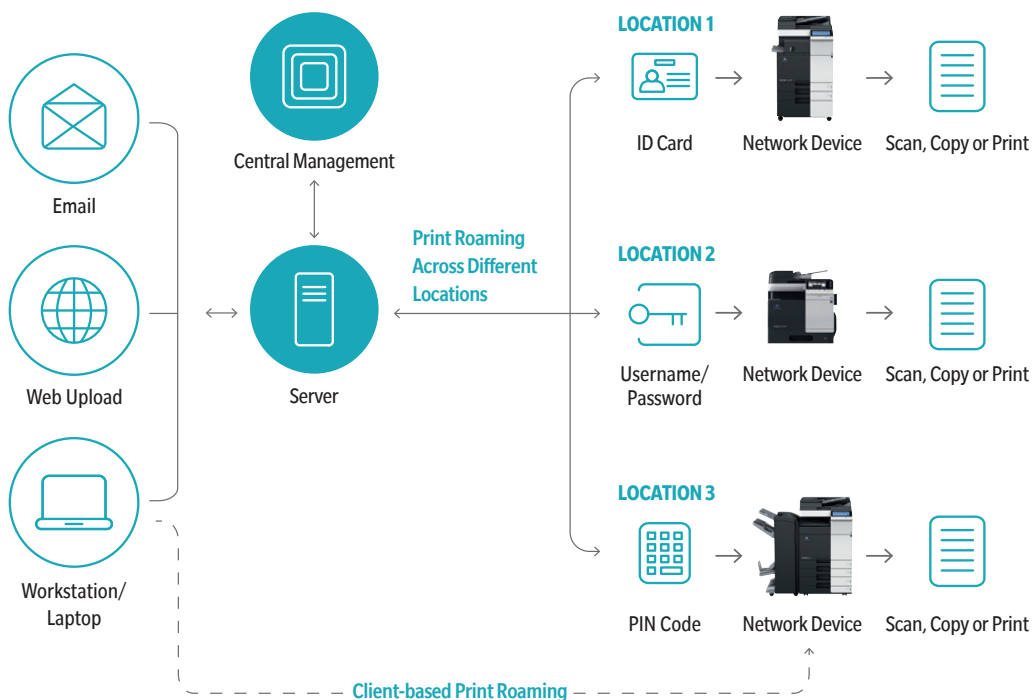 Email
Web Upload
Workstation/
Laptop
Central Management
Server
Print Roaming
Across Different
Locations
LOCATION 1
ID Card
Network Device
Scan, Copy or Print
LOCATION 2
Username/
Password
Network Device
Scan, Copy or Print
LOCATION 3
PIN Code
Network Device
Scan, Copy or Print
Client-based Print Roaming